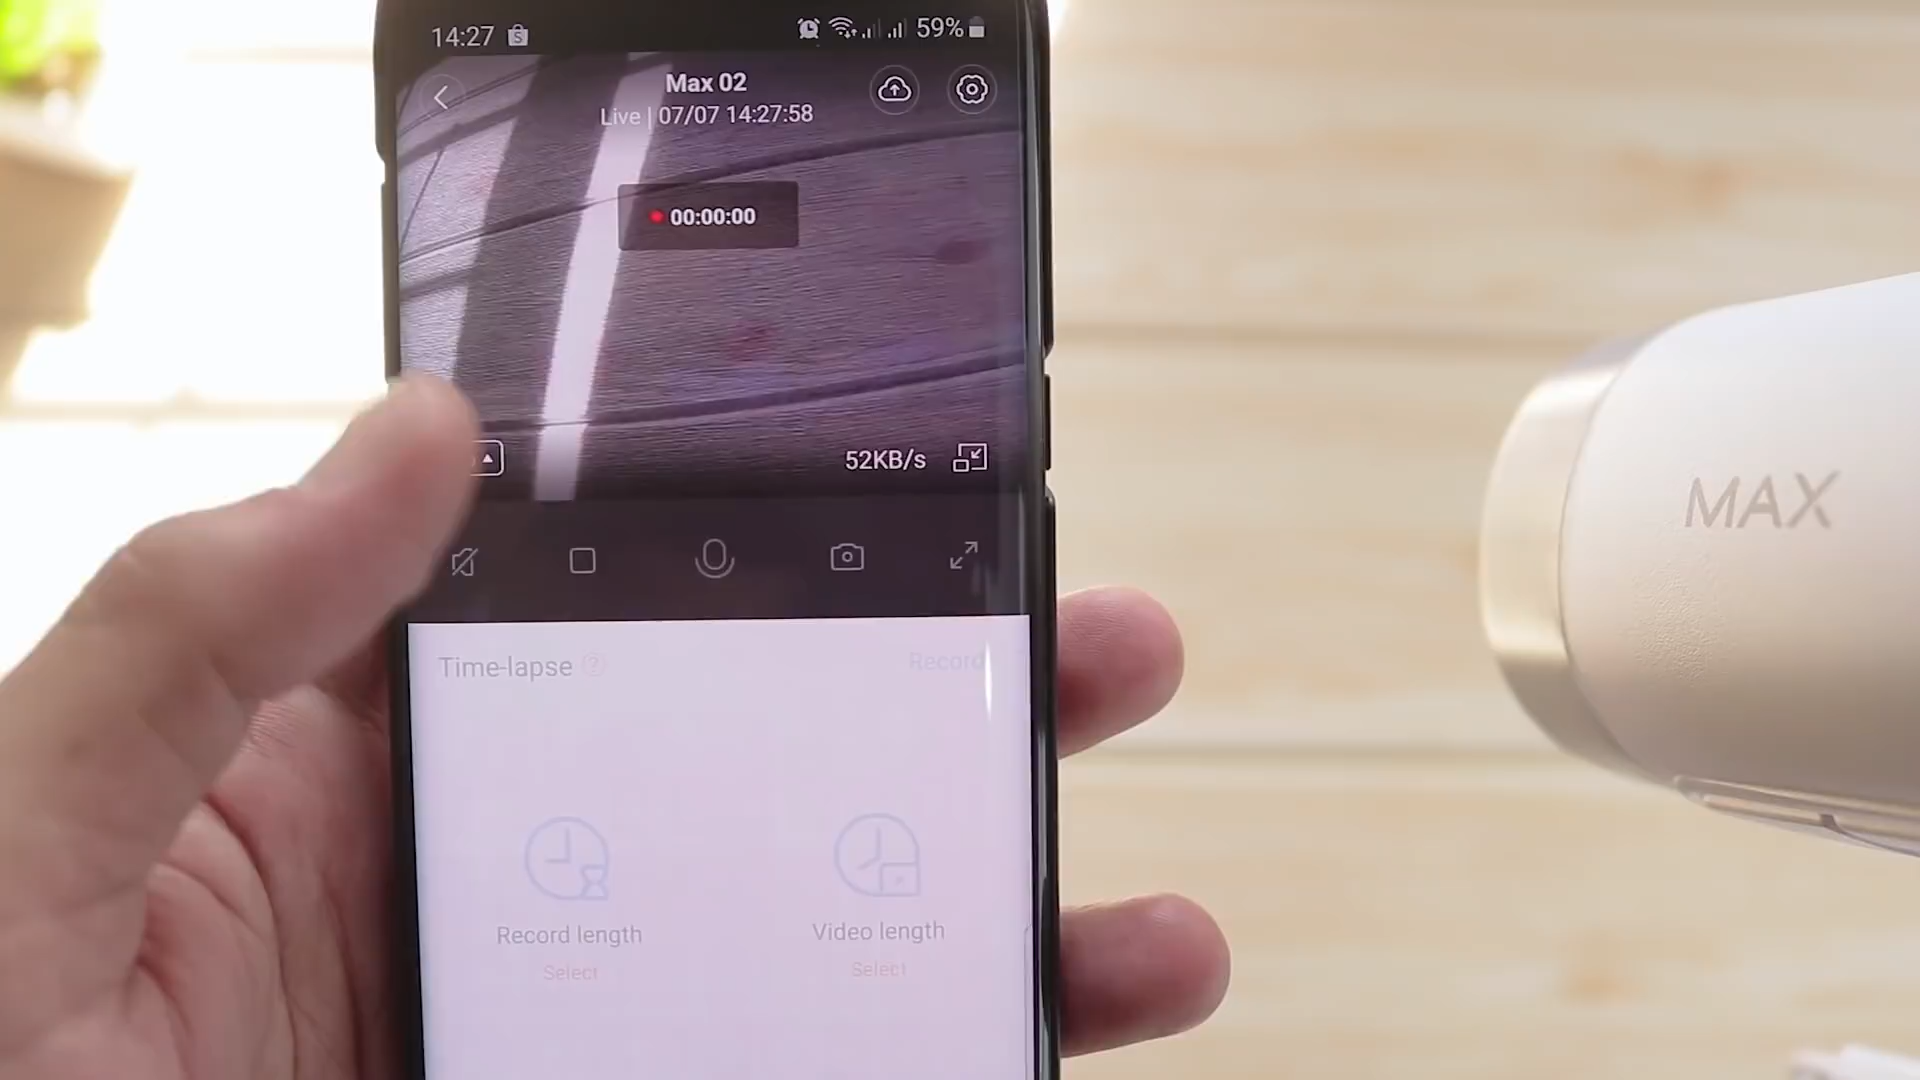 14:27
59%
Max 02
Live | 07/07 14:27:58
00:00:00
52KB/s
Time-lapse ?
Record
Record length
Video length
Select
Select
MAX